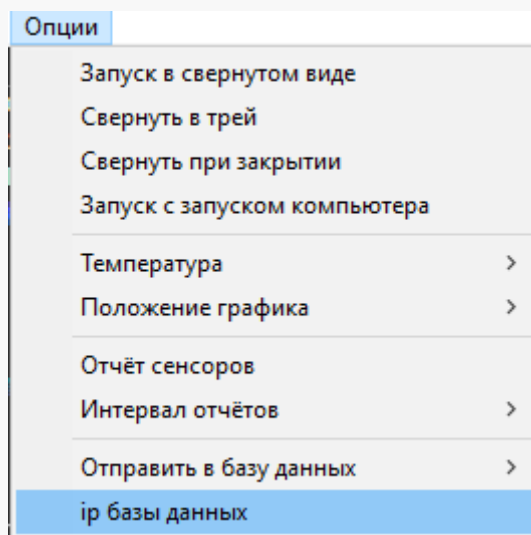 Опции
Запуск в свернутом виде
Свернуть в трей
Свернуть при закрытии
Запуск с запуском компьютера
Температура
Положение графика
Отчёт сенсоров
Интервал отчётов
Отправить в базу данных
ip базы данных